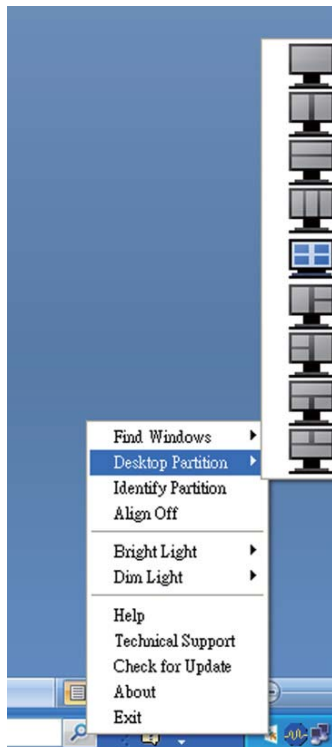 Find Windows
Desktop Partition
Identify Partition
Align Off
Bright Light
Dim Light
Help
Technical Support
Check for Update
About
Exit